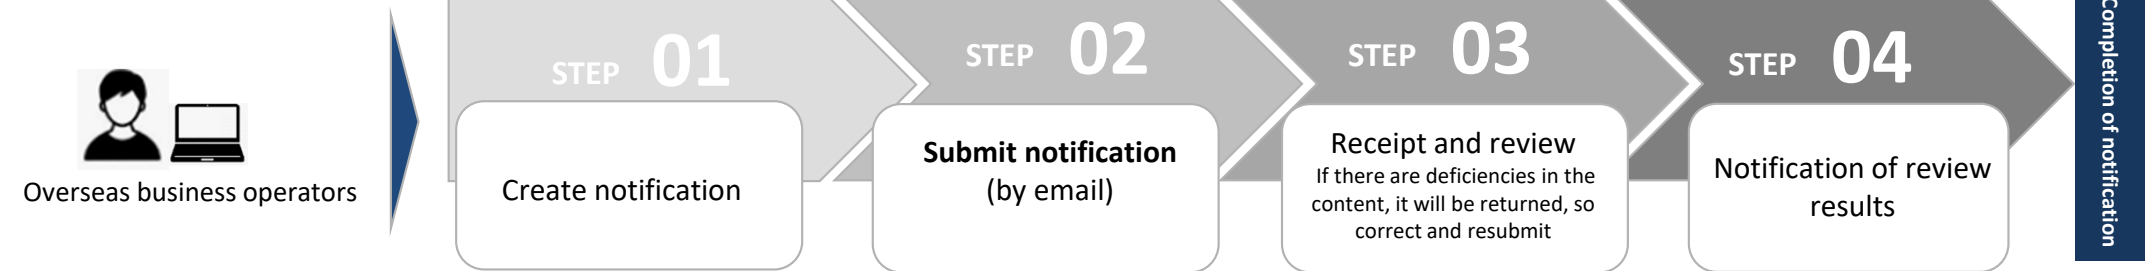 Overseas business operators
STEP 01
Create notification
STEP 02
Submit notification
(by email)
STEP 03
Receipt and review
If there are deficiencies in the
content, it will be returned, so
correct and resubmit
STEP 04
Notification of review
results
Completion of notification